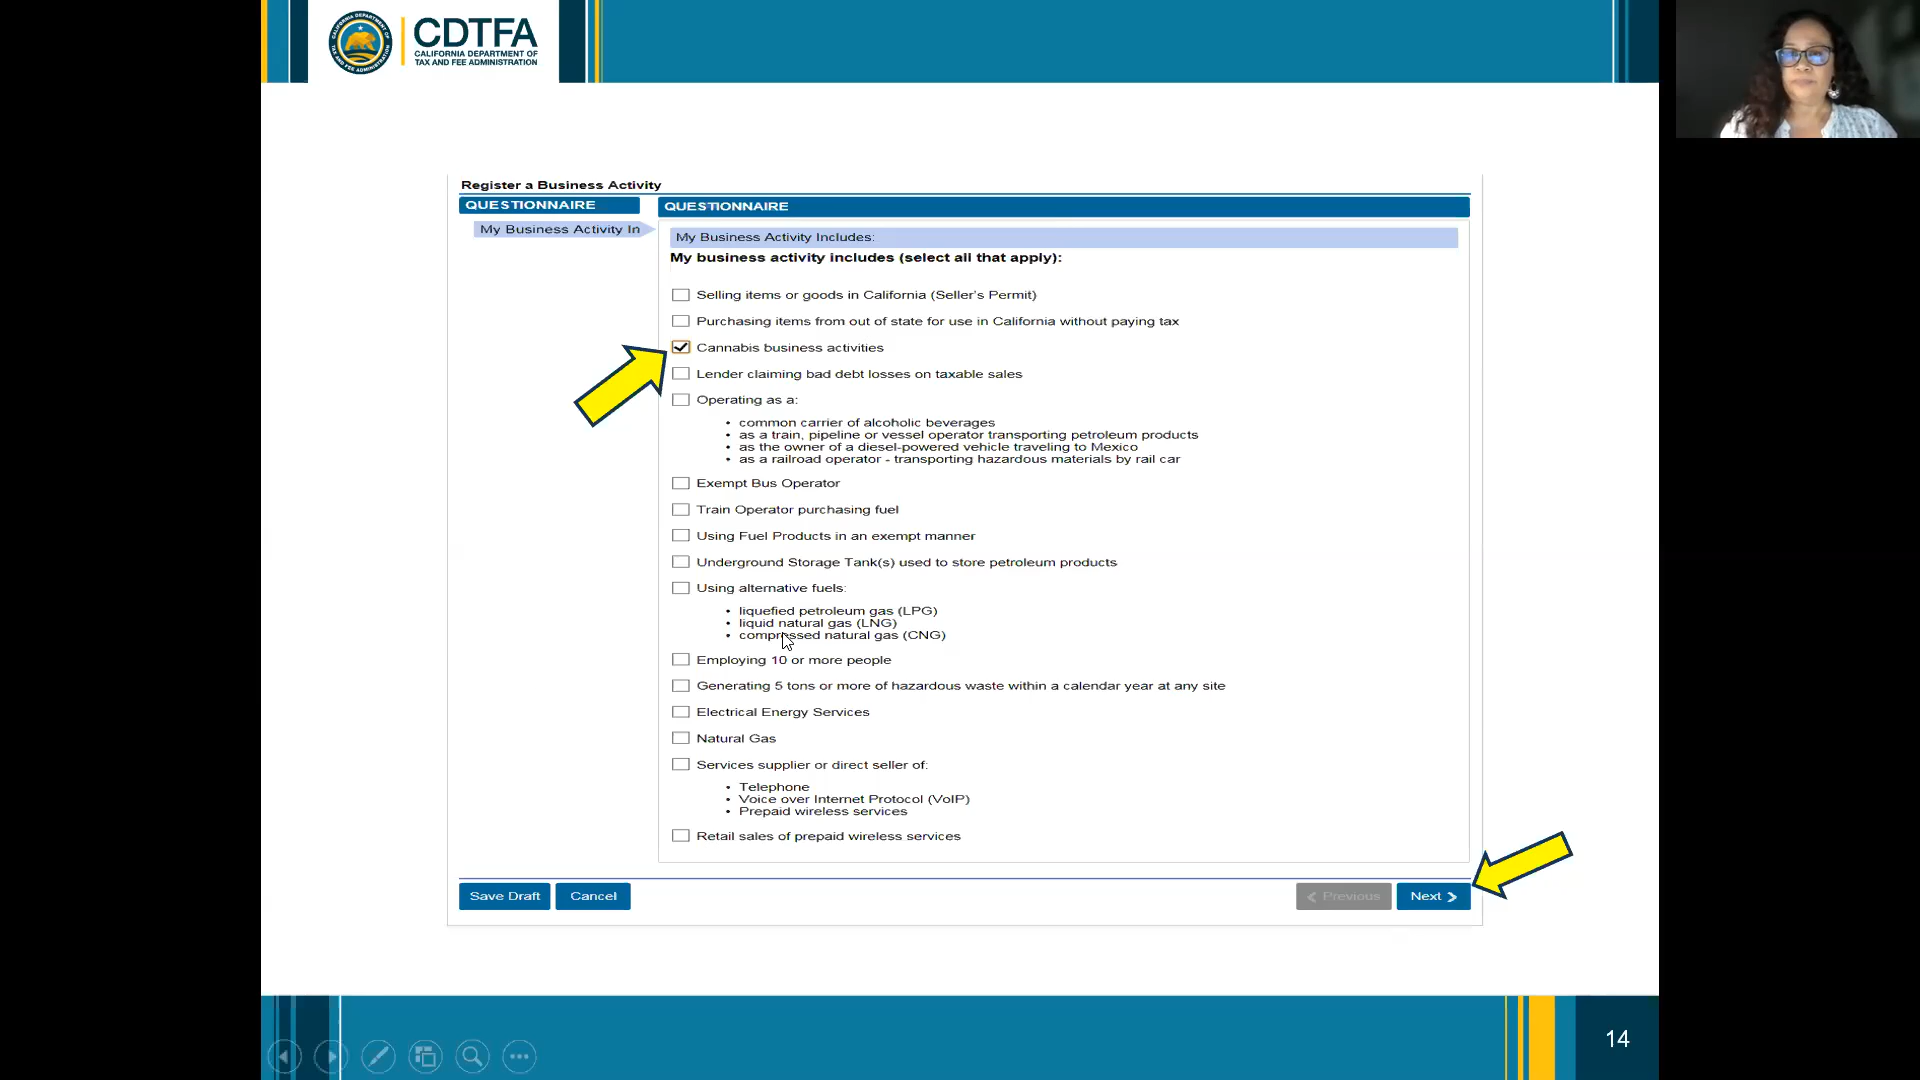 CDTFA
CALIFORNIA DEPARTMENT OF
TAX AND FEE ADMINISTRATION
Register a Business Activity
QUESTIONNAIRE
My Business Activity In
QUESTIONNAIRE
My Business Activity Includes:
My business activity includes (select all that apply):
Selling items or goods in California (Seller's Permit)
Purchasing items from out of state for use in California without paying tax
Cannabis business activities
Lender claiming bad debt losses on taxable sales
Operating as a:
• common carrier of alcoholic beverages
• as a train, pipeline or vessel operator transporting petroleum products
• as the owner of a diesel-powered vehicle traveling to Mexico
• as a railroad operator - transporting hazardous materials by rail car
Exempt Bus Operator
Train Operator purchasing fuel
Using Fuel Products in an exempt manner
Underground Storage Tank(s) used to store petroleum products
Using alternative fuels:
• liquefied petroleum gas (LPG)
• liquid natural gas (LNG)
• compressed natural gas (CNG)
Employing 10 or more people
Generating 5 tons or more of hazardous waste within a calendar year at any site
Electrical Energy Services
Natural Gas
Services supplier or direct seller of:
• Telephone
• Voice over Internet Protocol (VoIP)
• Prepaid wireless services
Retail sales of prepaid wireless services
Save Draft
Cancel
Previous
Next
14